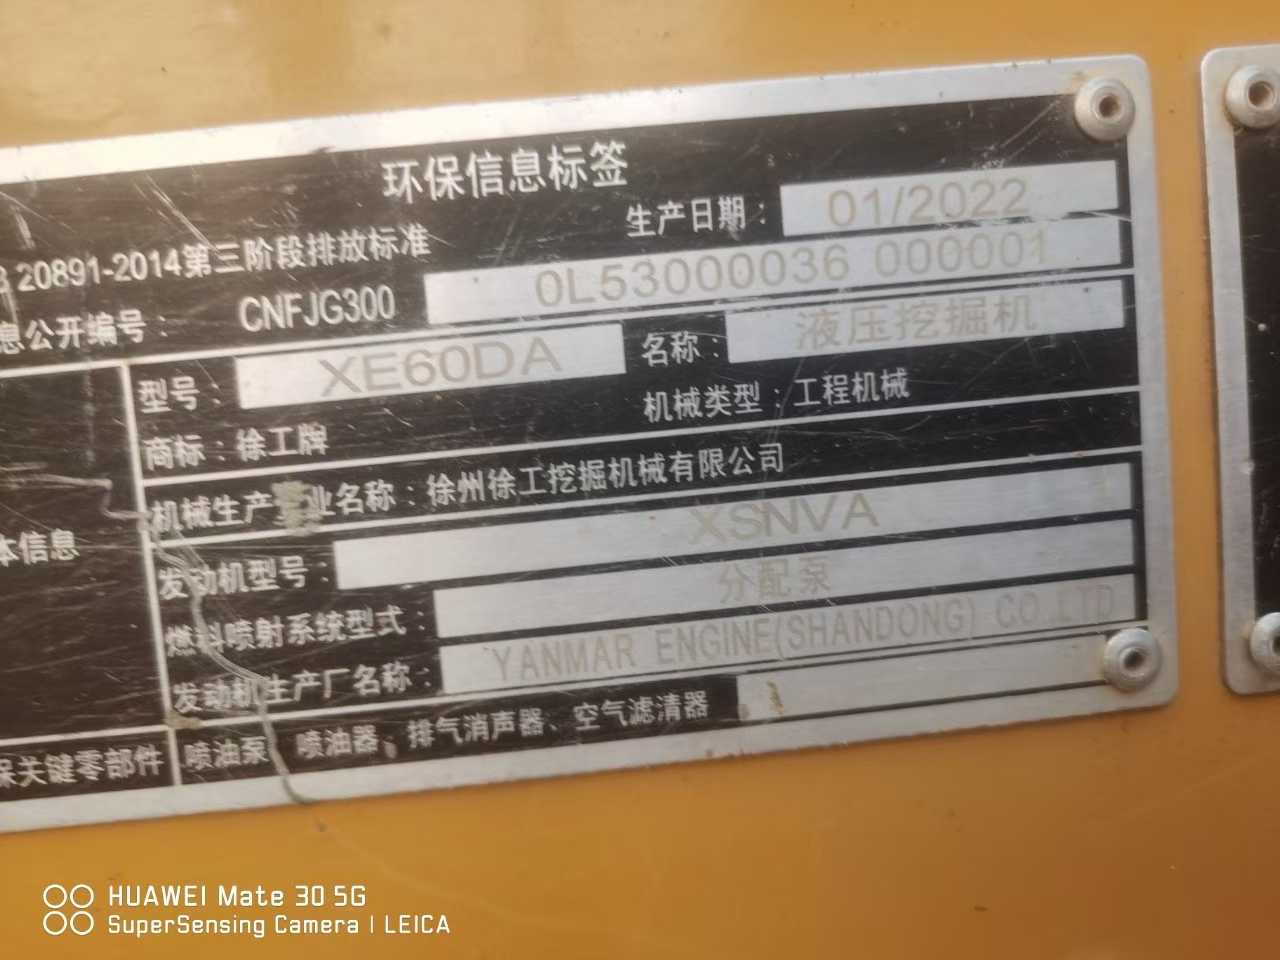 环保信息标签
生产日期： 01/2022
20891-2014第三阶段排放标准
息公开编号： CNFJG300 0L53000036 000001
型号： XE60DA 名称： 液压挖掘机
商标： 徐工牌 机械类型：工程机械
机械生产 业名称：徐州徐工挖掘机械有限公司
本信息
发动机型号： XSNVA
燃料喷射系统型式： 分配泵
发动机生产厂名称： YANMAR ENGINE(SHANDONG) CO.LTD
保关键零部件 喷油泵、喷油器、排气消声器、空气滤清器
HUAWEI Mate 30 5G
SuperSensing Camera | LEICA